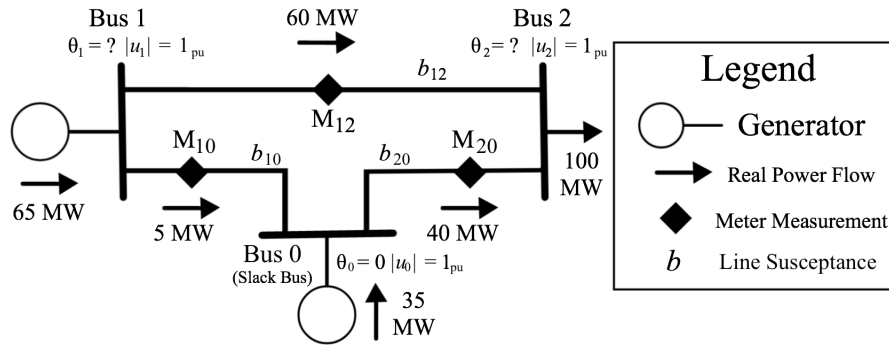 60 MW
Bus 1
Bus 2
θ₁ = ? |u₁| = 1 pu
θ₂ = ? |u₂| = 1 pu
b₁₂
M₁₂
M₁₀
b₁₀
b₂₀
M₂₀
100
MW
65 MW
5 MW
40 MW
Bus 0
(Slack Bus)
θ₀ = 0 |u₀| = 1 pu
35
MW
Legend
Generator
Real Power Flow
Meter Measurement
b Line Susceptance